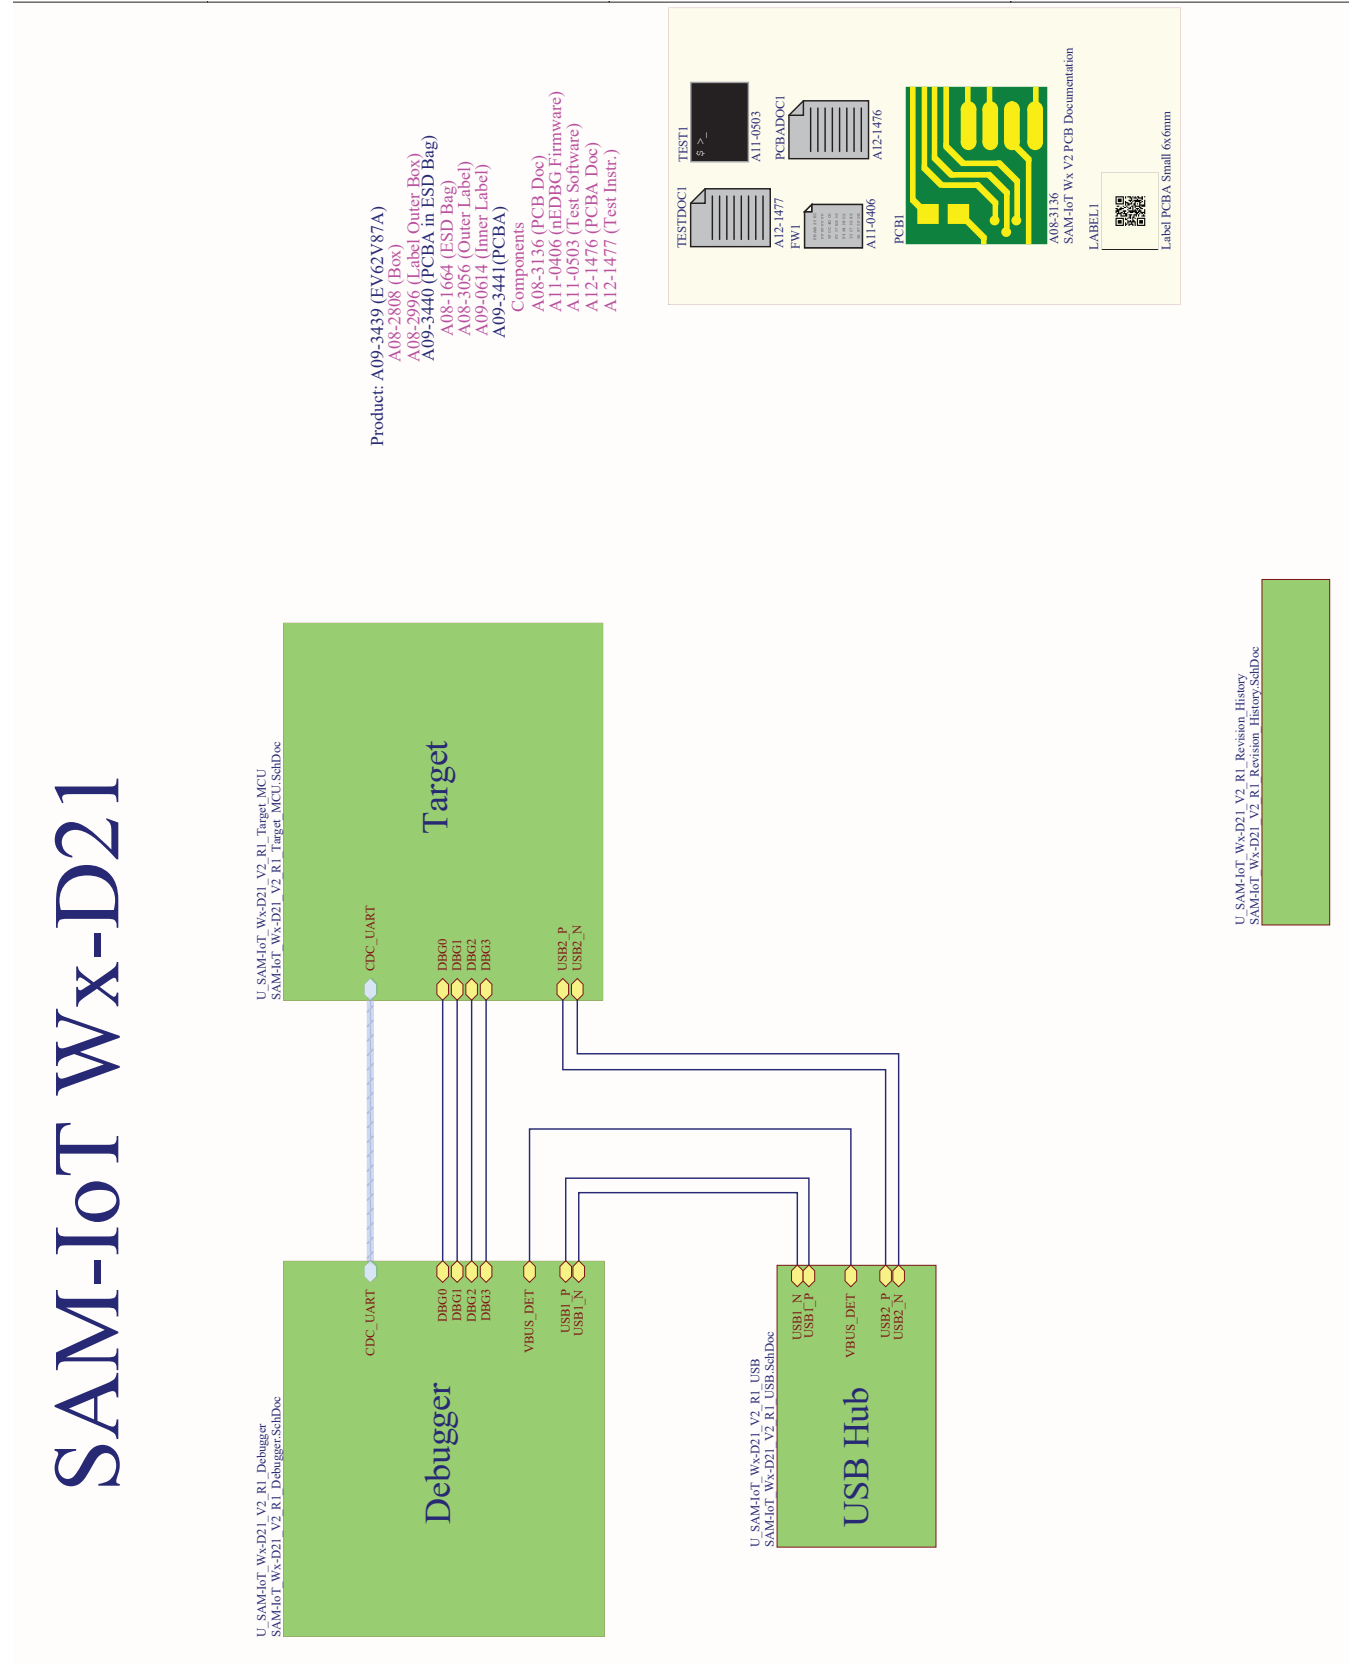 SAM-IoT Wx-D21
U_SAM-IoT_Wx-D21_V2_R1_Debugger
SAM-IoT_Wx-D21_V2_R1_Debugger.SchDoc
Debugger
CDC_UART
DBG0
DBG1
DBG2
DBG3
VBUS_DET
USB1_P
USB1_N
U_SAM-IoT_Wx-D21_V2_R1_Target_MCU
SAM-IoT_Wx-D21_V2_R1_Target_MCU.SchDoc
Target
CDC_UART
DBG0
DBG1
DBG2
DBG3
USB2_P
USB2_N
Product: A09-3439 (EV62V87A)
A08-2808 (Box)
A08-2996 (Label Outer Box)
A09-3440 (PCBA in ESD Bag)
A08-1664 (ESD Bag)
A08-3056 (Outer Label)
A09-0614 (Inner Label)
A09-3441(PCBA)
Components
A08-3136 (PCB Doc)
A11-0406 (nEDBG Firmware)
A11-0503 (Test Software)
A12-1476 (PCBA Doc)
A12-1477 (Test Instr.)
U_SAM-IoT_Wx-D21_V2_R1_USB
SAM-IoT_Wx-D21_V2_R1_USB.SchDoc
USB Hub
USB1_N
USB1_P
VBUS_DET
USB2_P
USB2_N
TESTDOC1
A12-1477
TEST1
$ >_
A11-0503
FW1
A11-0406
PCBADOC1
A12-1476
PCB1
A08-3136
SAM-IoT Wx V2 PCB Documentation
LABEL1
Label PCBA Small 6x6mm
U_SAM-IoT_Wx-D21_V2_R1_Revision_History
SAM-IoT_Wx-D21_V2_R1_Revision_History.SchDoc